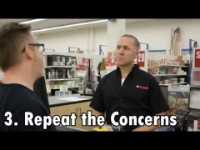 3. Repeat the Concerns